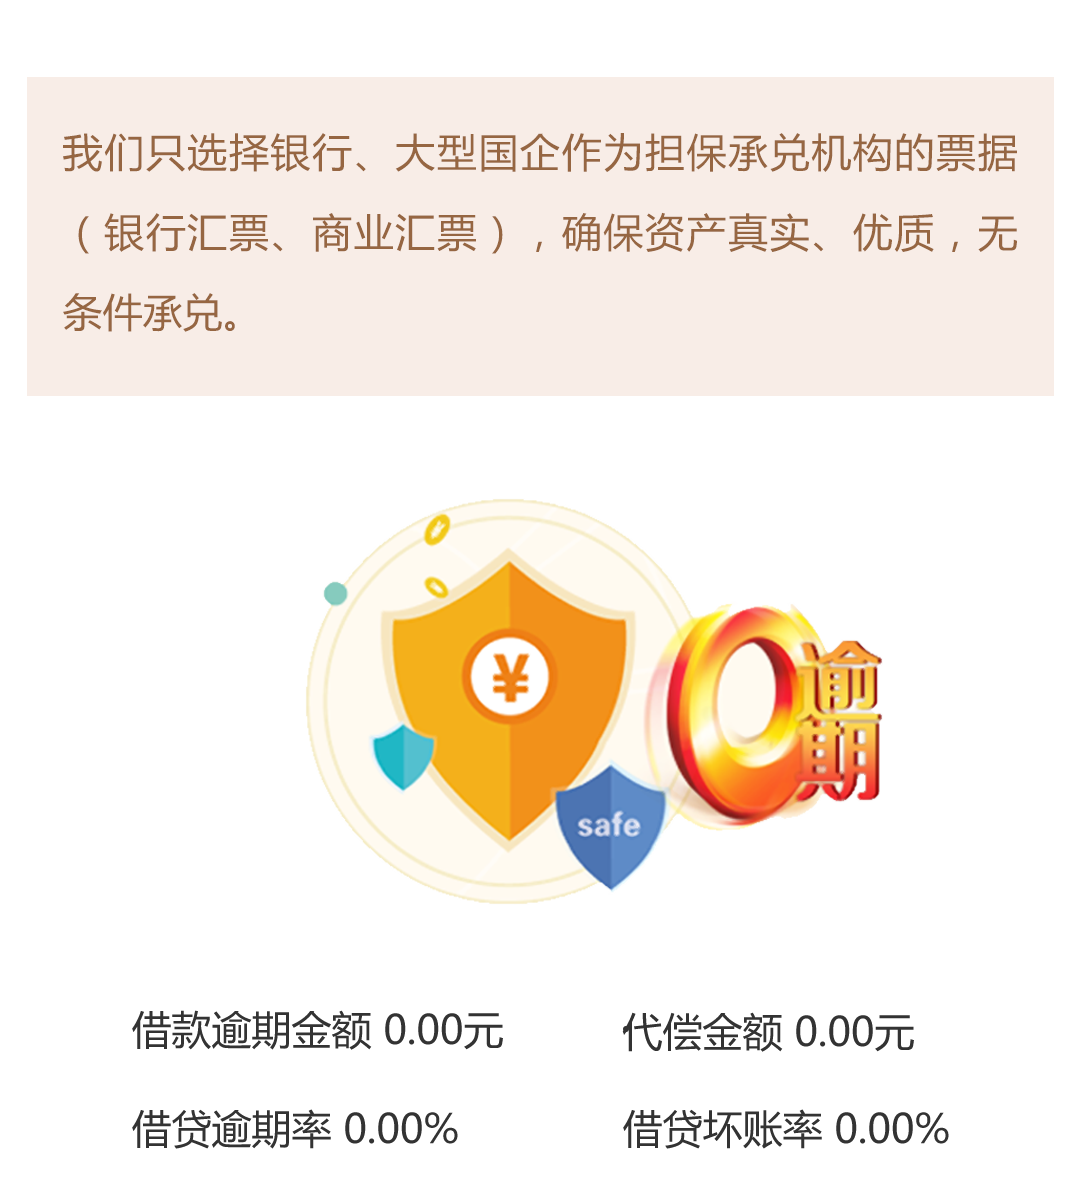 我们只选择银行、大型国企作为担保承兑机构的票据
（银行汇票、商业汇票），确保资产真实、优质，无
条件承兑。
¥
0逾期
safe
借款逾期金额 0.00元
代偿金额 0.00元
借贷逾期率 0.00%
借贷坏账率 0.00%